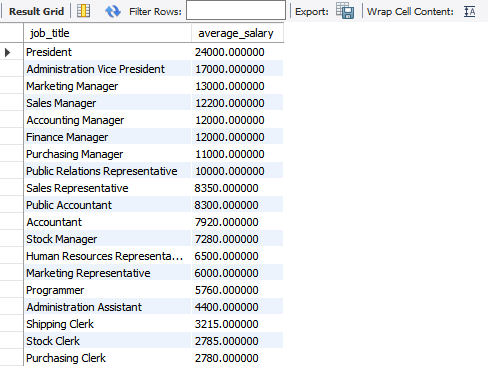 Result Grid Filter Rows: Export: Wrap Cell Content:
job_title average_salary
President 24000.000000
Administration Vice President 17000.000000
Marketing Manager 13000.000000
Sales Manager 12200.000000
Accounting Manager 12000.000000
Finance Manager 12000.000000
Purchasing Manager 11000.000000
Public Relations Representative 10000.000000
Sales Representative 8350.000000
Public Accountant 8300.000000
Accountant 7920.000000
Stock Manager 7280.000000
Human Resources Representa... 6500.000000
Marketing Representative 6000.000000
Programmer 5760.000000
Administration Assistant 4400.000000
Shipping Clerk 3215.000000
Stock Clerk 2785.000000
Purchasing Clerk 2780.000000